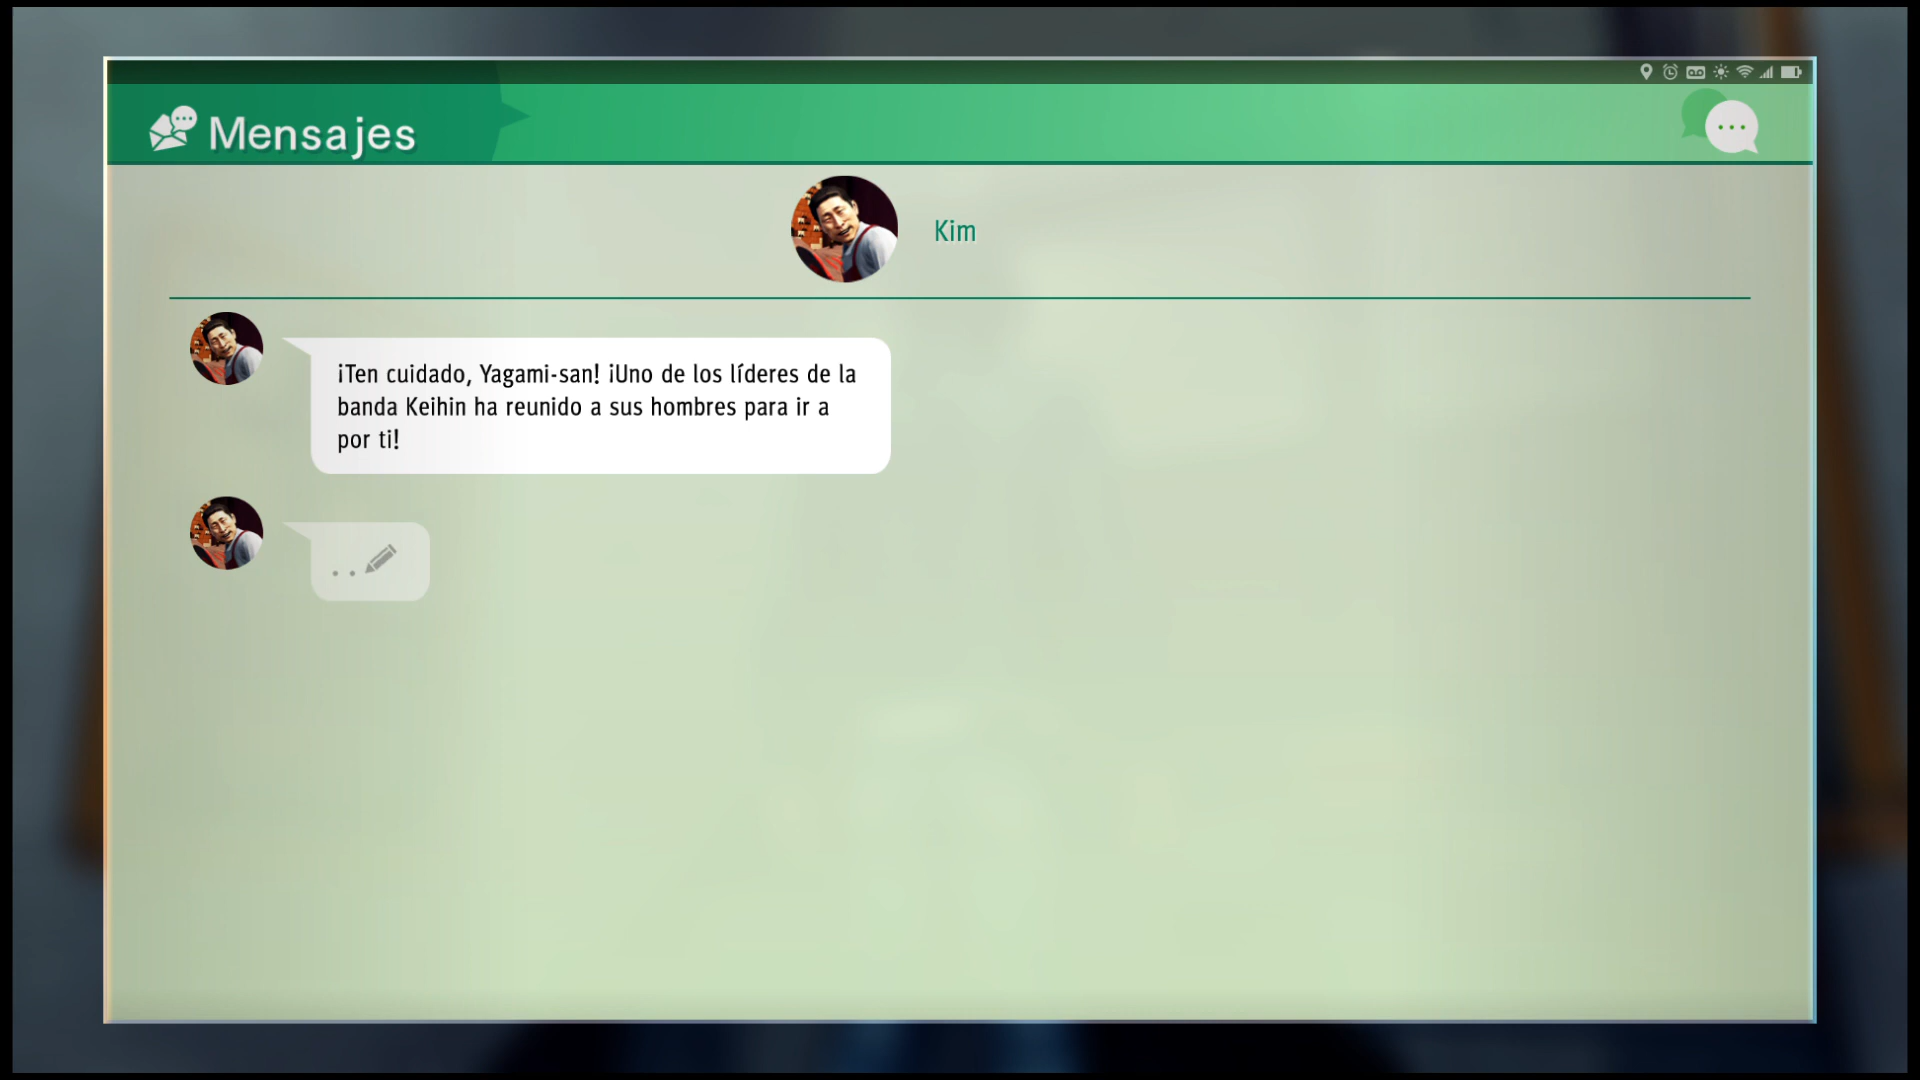 Mensajes
Kim
¡Ten cuidado, Yagami-san! ¡Uno de los líderes de la
banda Keihin ha reunido a sus hombres para ir a
por ti!